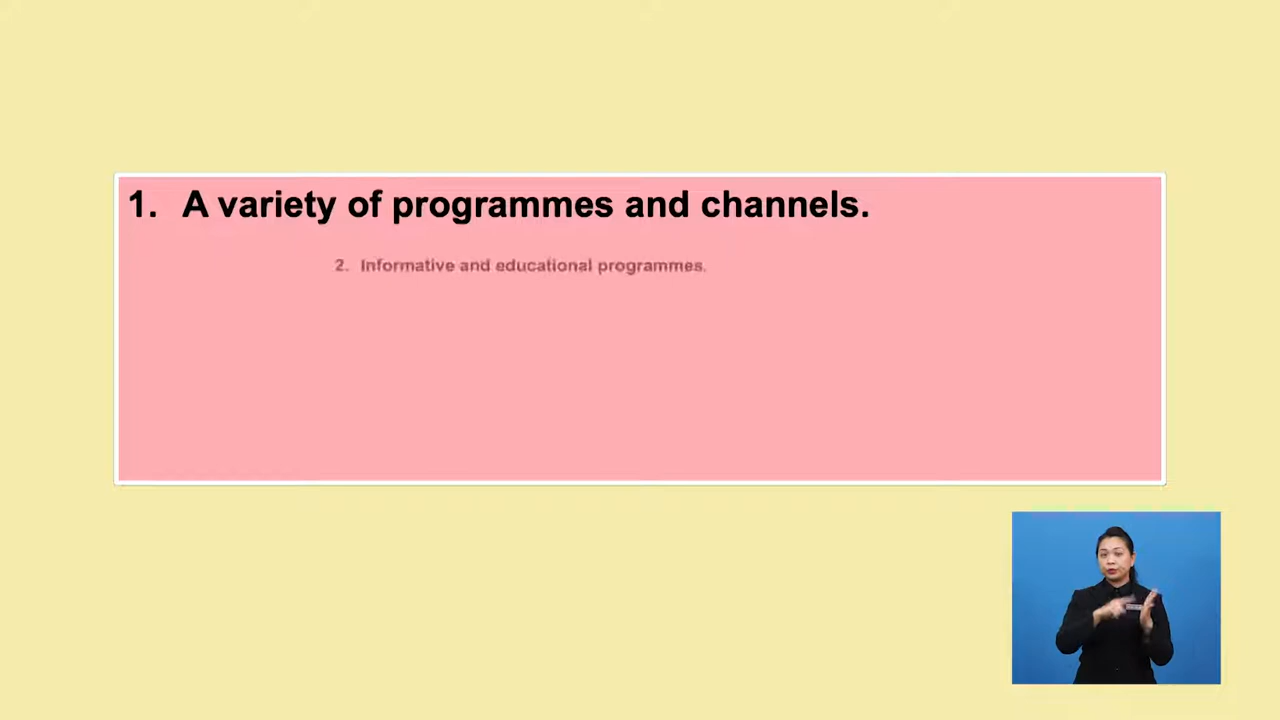 1. A variety of programmes and channels.
2. Informative and educational programmes.